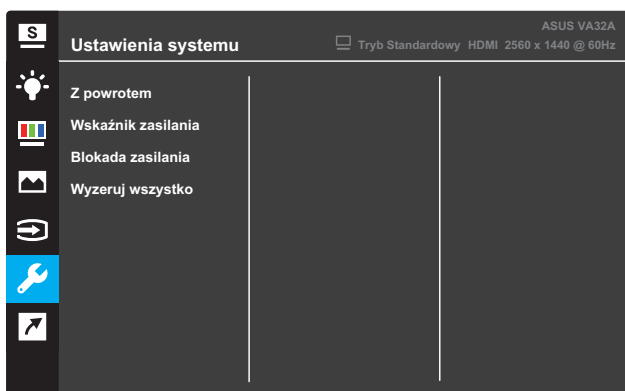 S
ASUS VA32A
Ustawienia systemu
Tryb Standardowy HDMI 2560 x 1440 @ 60Hz
Z powrotem
Wskaźnik zasilania
Blokada zasilania
Wyzeruj wszystko